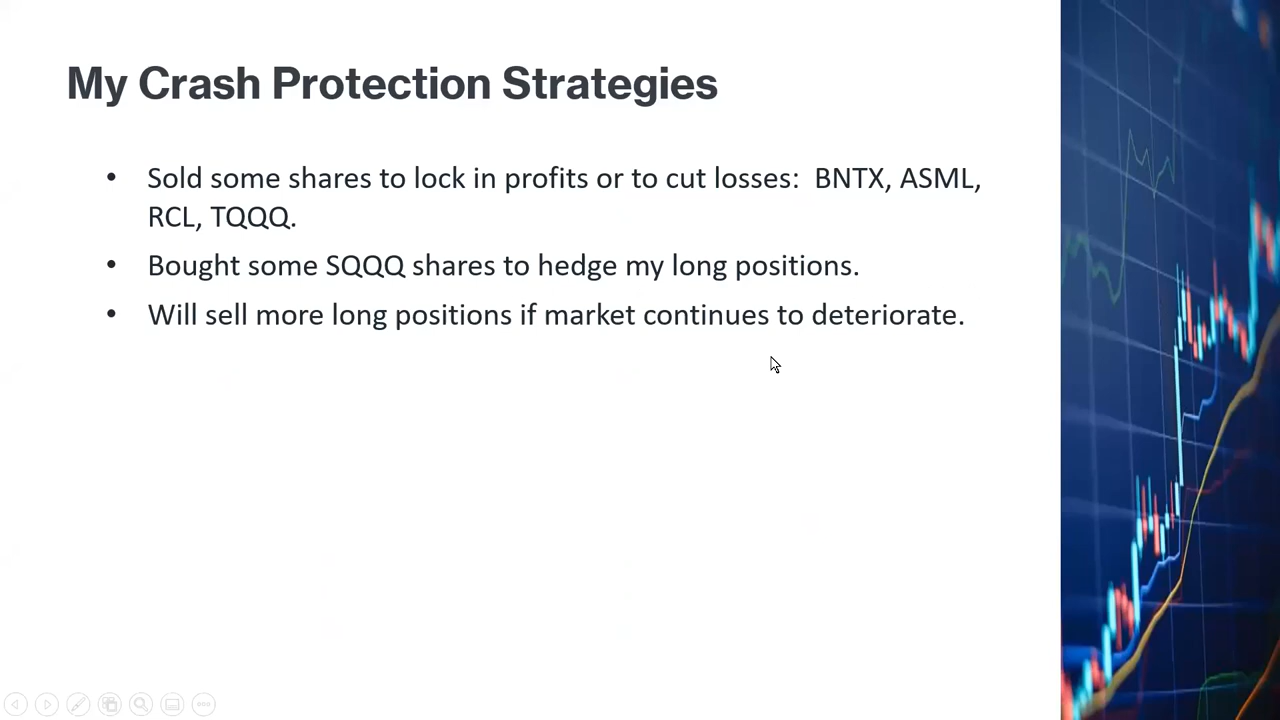 My Crash Protection Strategies
• Sold some shares to lock in profits or to cut losses:  BNTX, ASML,
RCL, TQQQ.
• Bought some SQQQ shares to hedge my long positions.
• Will sell more long positions if market continues to deteriorate.